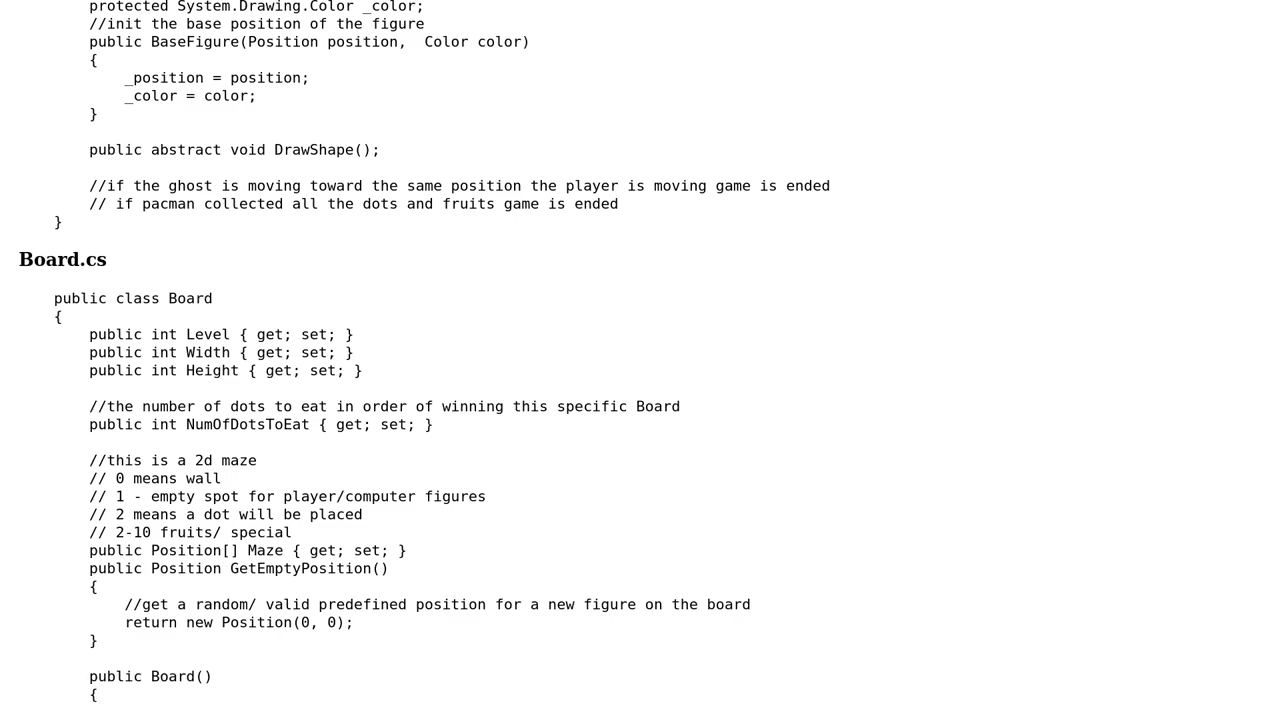 protected System.Drawing.Color _color;
//init the base position of the figure
public BaseFigure(Position position,  Color color)
{
_position = position;
_color = color;
}
public abstract void DrawShape();
//if the ghost is moving toward the same position the player is moving game is ended
// if pacman collected all the dots and fruits game is ended
}
Board.cs
public class Board
{
public int Level { get; set; }
public int Width { get; set; }
public int Height { get; set; }
//the number of dots to eat in order of winning this specific Board
public int NumOfDotsToEat { get; set; }
//this is a 2d maze
// 0 means wall
// 1 - empty spot for player/computer figures
// 2 means a dot will be placed
// 2-10 fruits/ special
public Position[] Maze { get; set; }
public Position GetEmptyPosition()
{
//get a random/ valid predefined position for a new figure on the board
return new Position(0, 0);
}
public Board()
{